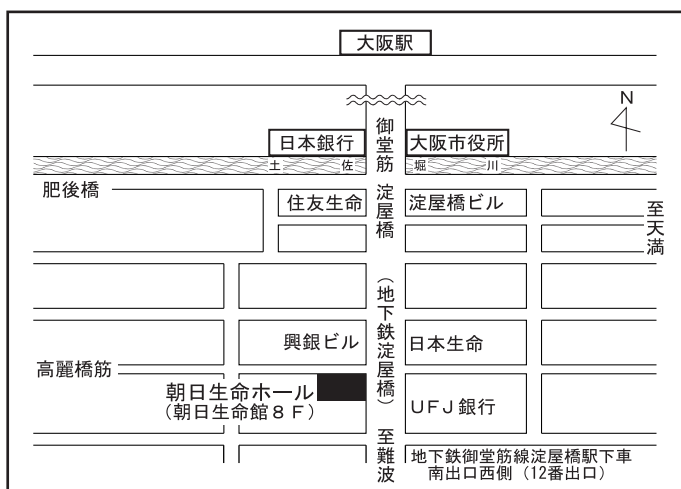 大阪駅
N
御堂筋
日本銀行
大阪市役所
土佐堀川
肥後橋
住友生命
淀屋橋
淀屋橋ビル
至天満
(地下鉄淀屋橋)
興銀ビル
日本生命
高麗橋筋
朝日生命ホール
(朝日生命館8F)
UFJ銀行
至難波
地下鉄御堂筋線淀屋橋駅下車
南出口西側(12番出口)